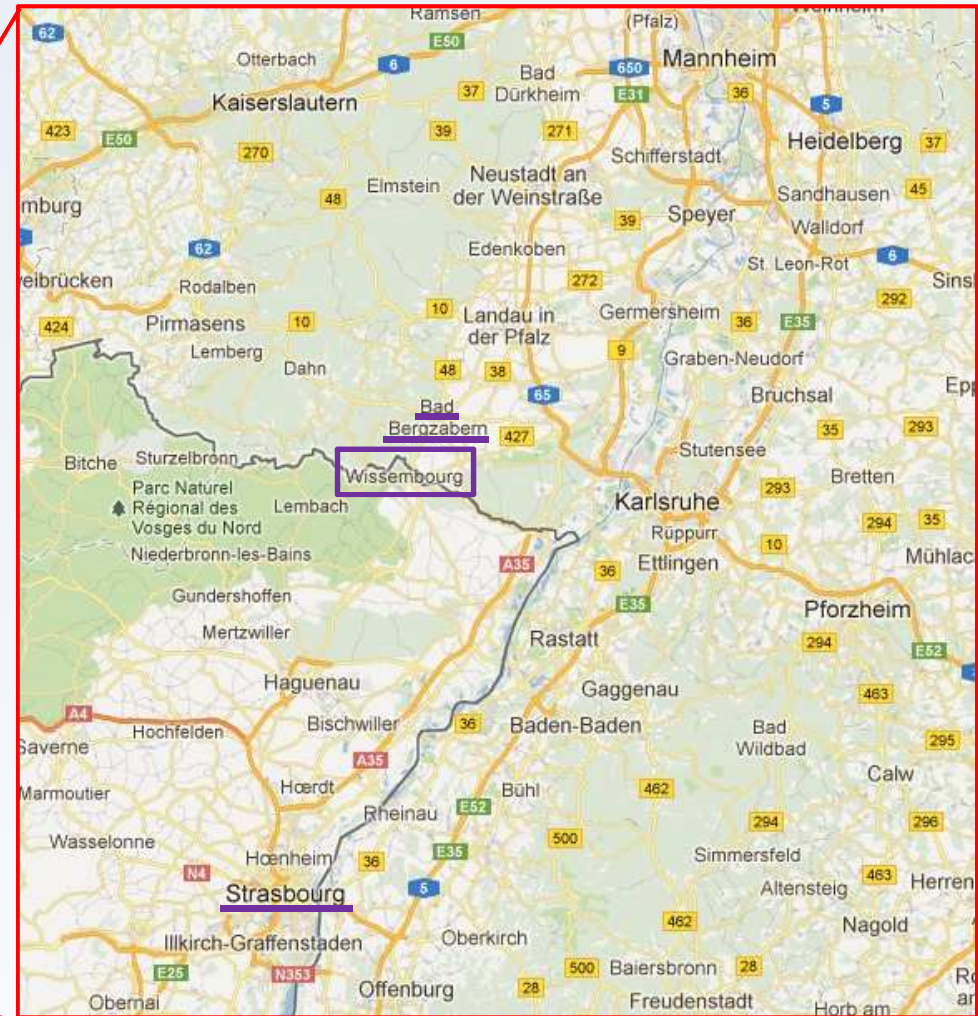 Ramsen
(Pfalz)
62
E50
Otterbach
6
Mannheim
Bad
Dürkheim
650
37
E31
36
5
Kaiserslautern
423
E50
39
271
Heidelberg
37
270
Schifferstadt
Elmstein
Neustadt an
der Weinstraße
48
Sandhausen
45
mburg
39
Speyer
Walldorf
62
Edenkoben
St. Leon-Rot
6
eibrücken
Rodalben
272
Sins
292
424
Pirmasens
10
10
Landau in
der Pfalz
Germersheim
36
E35
Lemberg
9
Graben-Neudorf
Dahn
48
38
65
Bruchsal
Epp
Bad
Bergzabern
427
35
293
Bitche
Sturzelbronn
Stutensee
Wissembourg
Bretten
Parc Naturel
Régional des
Vosges du Nord
Lembach
293
Karlsruhe
294
35
Rüppurr
Niederbronn-les-Bains
10
Mühlac
A35
36
Ettlingen
Gundershoffen
E35
Pforzheim
Mertzwiller
Rastatt
294
E52
Haguenau
Gaggenau
463
A4
Hochfelden
Bischwiller
36
Baden-Baden
Bad
Wildbad
295
Saverne
A35
Calw
Marmoutier
Hœrdt
Bühl
462
Rheinau
E52
294
296
Wasselonne
500
Hœnheim
36
E35
Simmersfeld
N4
5
Altensteig
463
Herren
Strasbourg
462
Nagold
Illkirch-Graffenstaden
Oberkirch
E25
N353
500
Baiersbronn
28
Obernai
Offenburg
28
Freudenstadt
Horb am